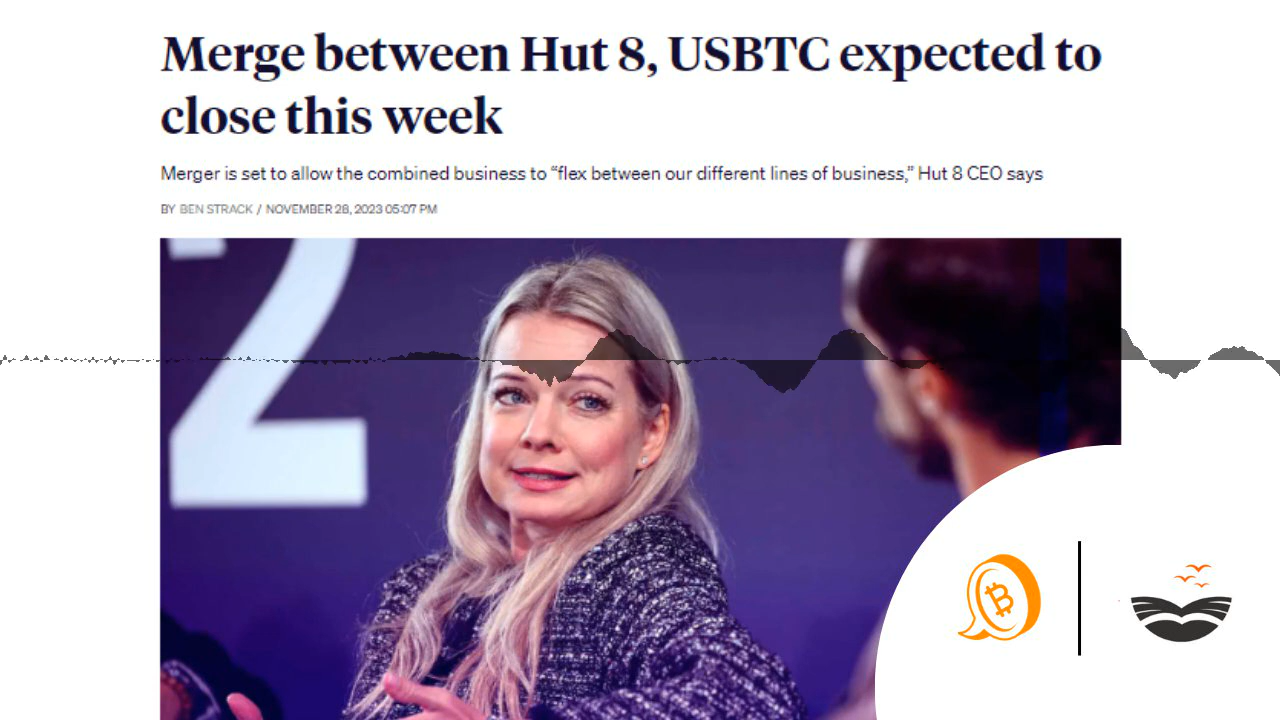 Merge between Hut 8, USBTC expected to
close this week
Merger is set to allow the combined business to “flex between our different lines of business,” Hut 8 CEO says
BY BEN STRACK / NOVEMBER 28, 2023 05:07 PM
2
₿